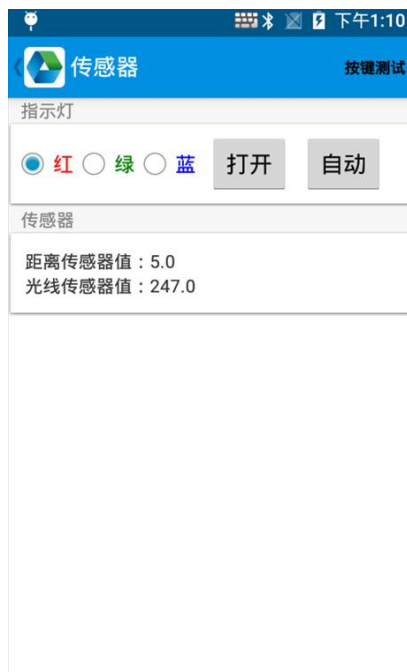 下午1:10
传感器
按键测试
指示灯
红 绿 蓝 打开 自动
传感器
距离传感器值：5.0
光线传感器值：247.0